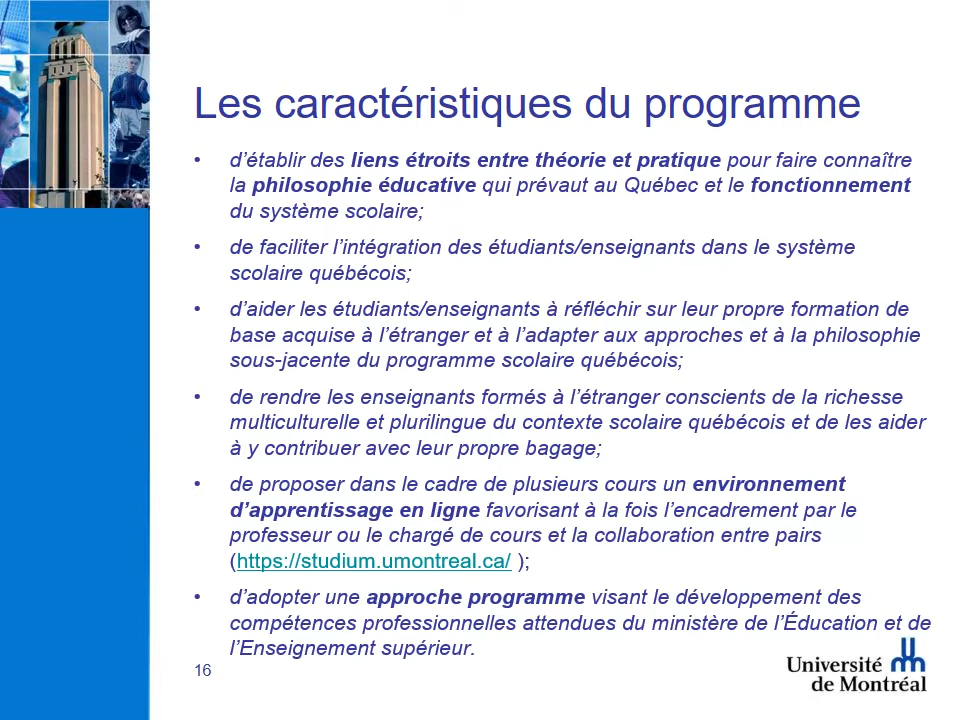 Les caractéristiques du programme
• d’établir des liens étroits entre théorie et pratique pour faire connaître
la philosophie éducative qui prévaut au Québec et le fonctionnement
du système scolaire;
• de faciliter l’intégration des étudiants/enseignants dans le système
scolaire québécois;
• d’aider les étudiants/enseignants à réfléchir sur leur propre formation de
base acquise à l’étranger et à l’adapter aux approches et à la philosophie
sous-jacente du programme scolaire québécois;
• de rendre les enseignants formés à l’étranger conscients de la richesse
multiculturelle et plurilingue du contexte scolaire québécois et de les aider
à y contribuer avec leur propre bagage;
• de proposer dans le cadre de plusieurs cours un environnement
d’apprentissage en ligne favorisant à la fois l’encadrement par le
professeur ou le chargé de cours et la collaboration entre pairs
(https://studium.umontreal.ca/ );
• d’adopter une approche programme visant le développement des
compétences professionnelles attendues du ministère de l’Éducation et de
l’Enseignement supérieur.
16
Université
de Montréal